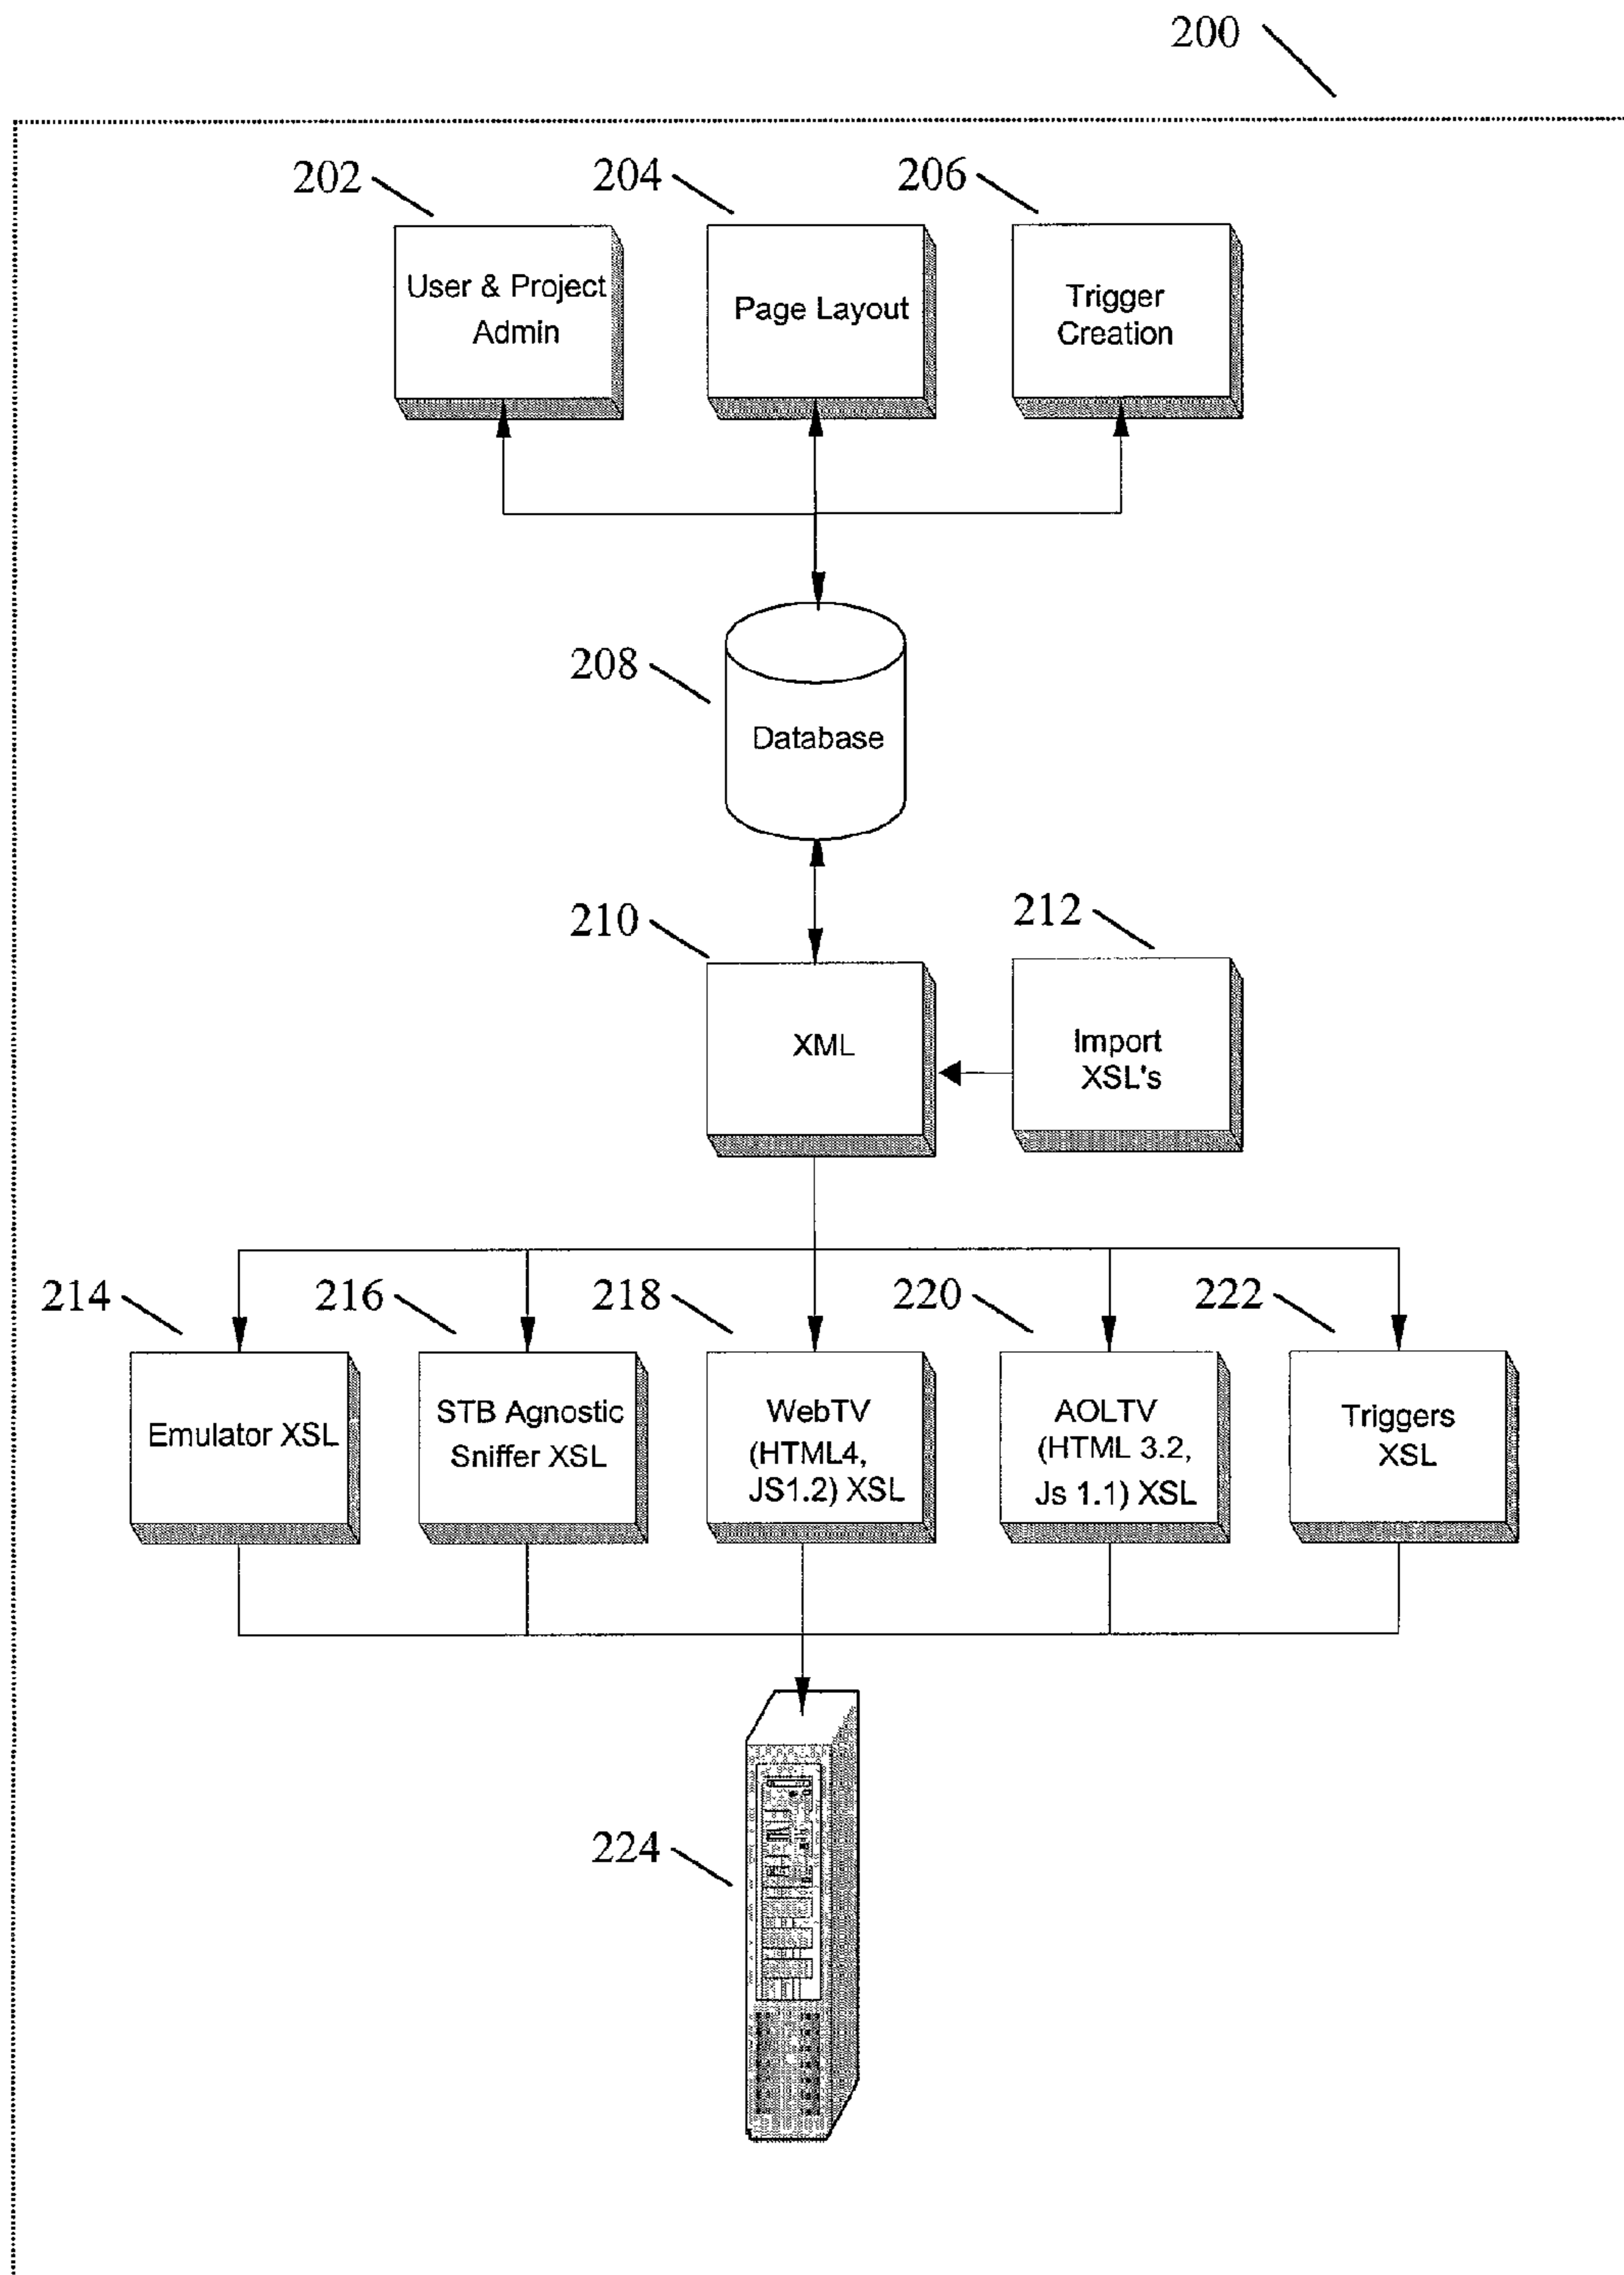 200
202
204
206
User & Project
Admin
Page Layout
Trigger
Creation
208
Database
210
212
XML
Import
XSL's
214
216
218
220
222
Emulator XSL
STB Agnostic
Sniffer XSL
WebTV
(HTML4,
JS1.2) XSL
AOLTV
(HTML 3.2,
Js 1.1) XSL
Triggers
XSL
224